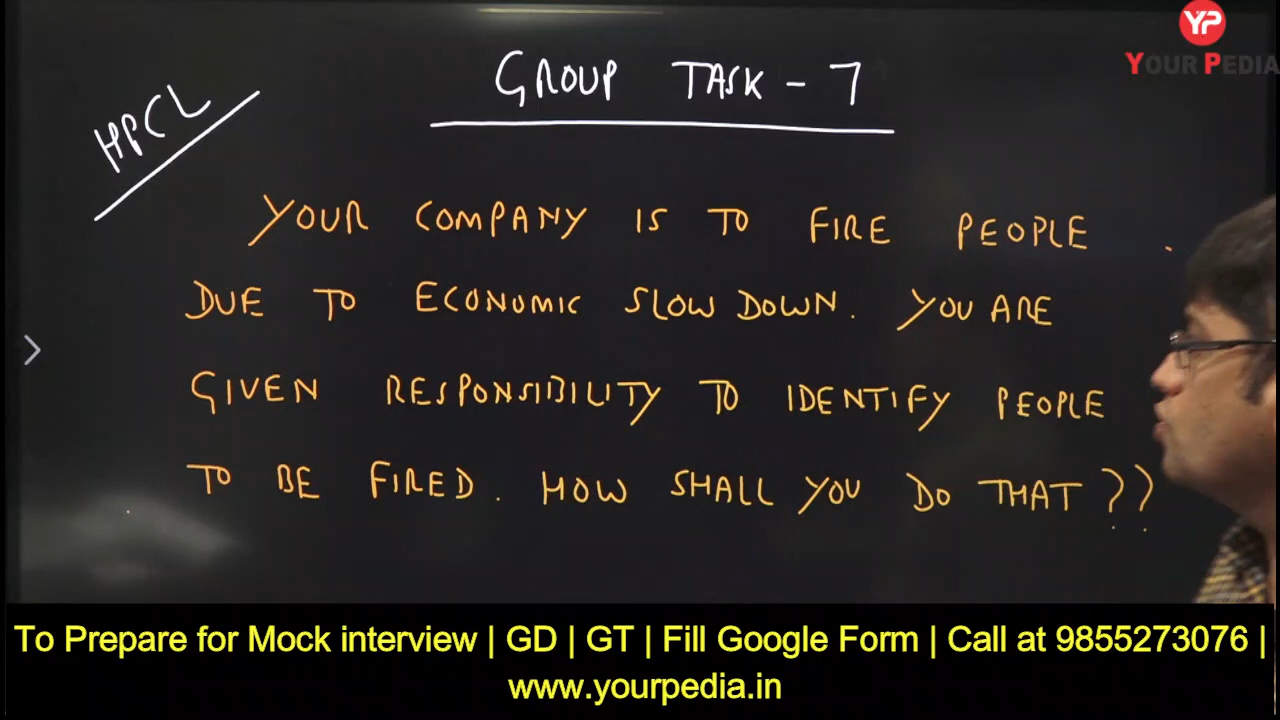 YP
YOUR PEDIA
GROUP TASK - 7
HPCL
YOUR COMPANY IS TO FIRE PEOPLE
DUE TO ECONOMIC SLOW DOWN. YOU ARE
GIVEN RESPONSIBILITY TO IDENTIFY PEOPLE
TO BE FIRED. HOW SHALL YOU DO THAT??
To Prepare for Mock interview | GD | GT | Fill Google Form | Call at 9855273076 |
www.yourpedia.in